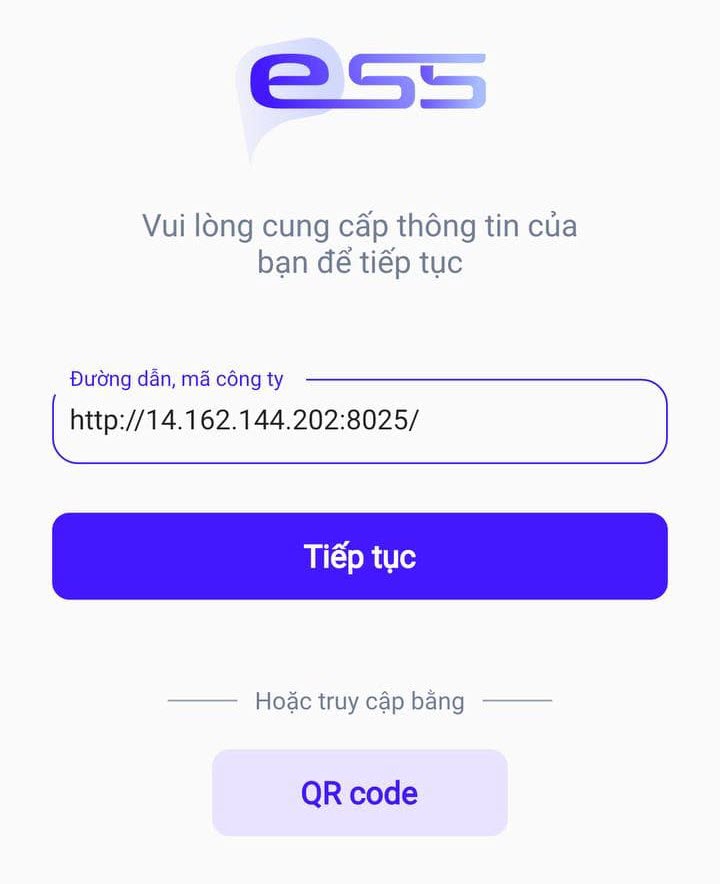 ess
Vui lòng cung cấp thông tin của
bạn để tiếp tục
Đường dẫn, mã công ty
http://14.162.144.202:8025/
Tiếp tục
Hoặc truy cập bằng
QR code